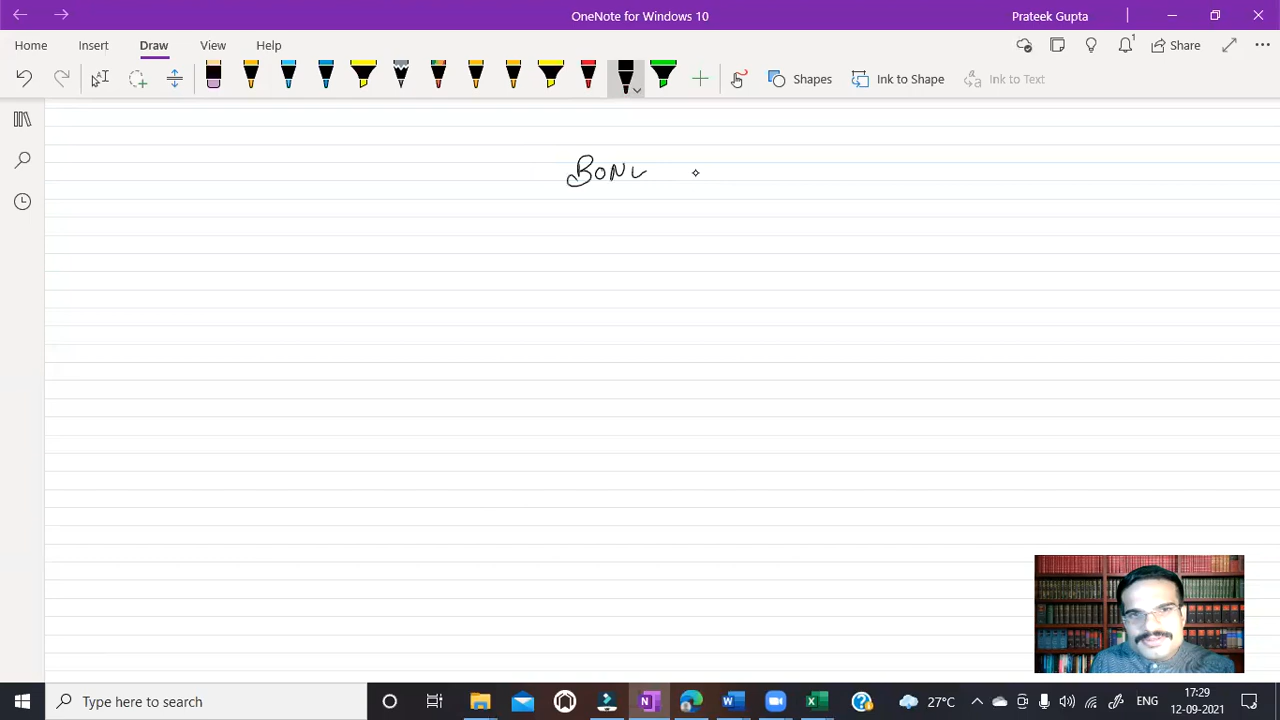 OneNote for Windows 10
Prateek Gupta
Home Insert Draw View Help
1
Share
Shapes
Ink to Shape
Ink to Text
Type here to search
27°C
ENG
17:29
12-09-2021